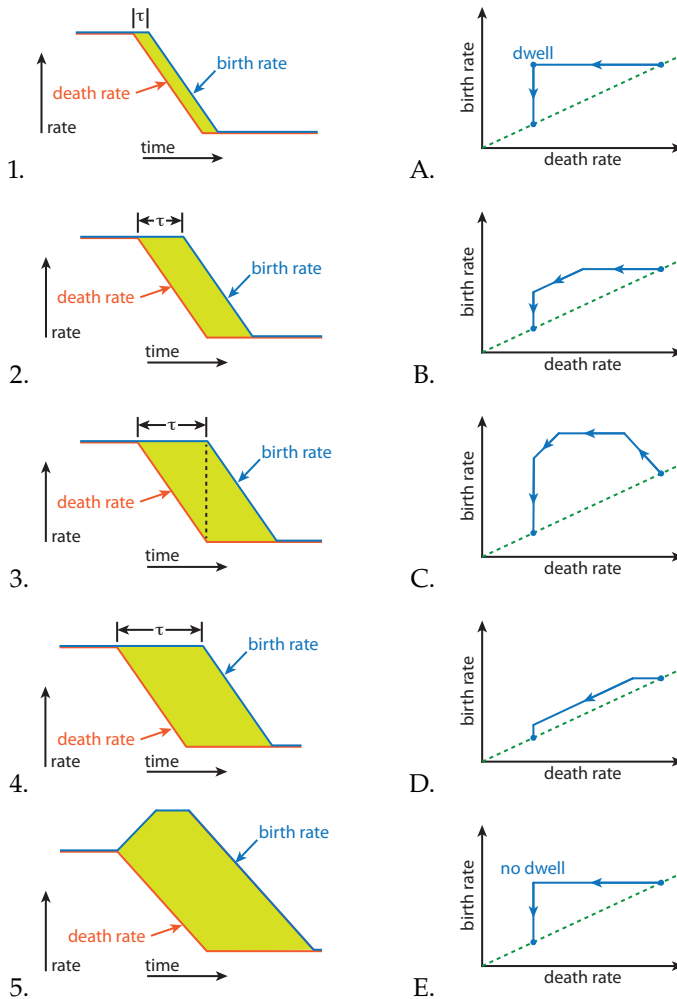 τ
birth rate
death rate
rate
time
1.
dwell
birth rate
death rate
A.
τ
birth rate
death rate
rate
time
2.
birth rate
death rate
B.
τ
birth rate
death rate
rate
time
3.
birth rate
death rate
C.
τ
birth rate
death rate
rate
time
4.
birth rate
death rate
D.
birth rate
death rate
rate
time
5.
no dwell
birth rate
death rate
E.